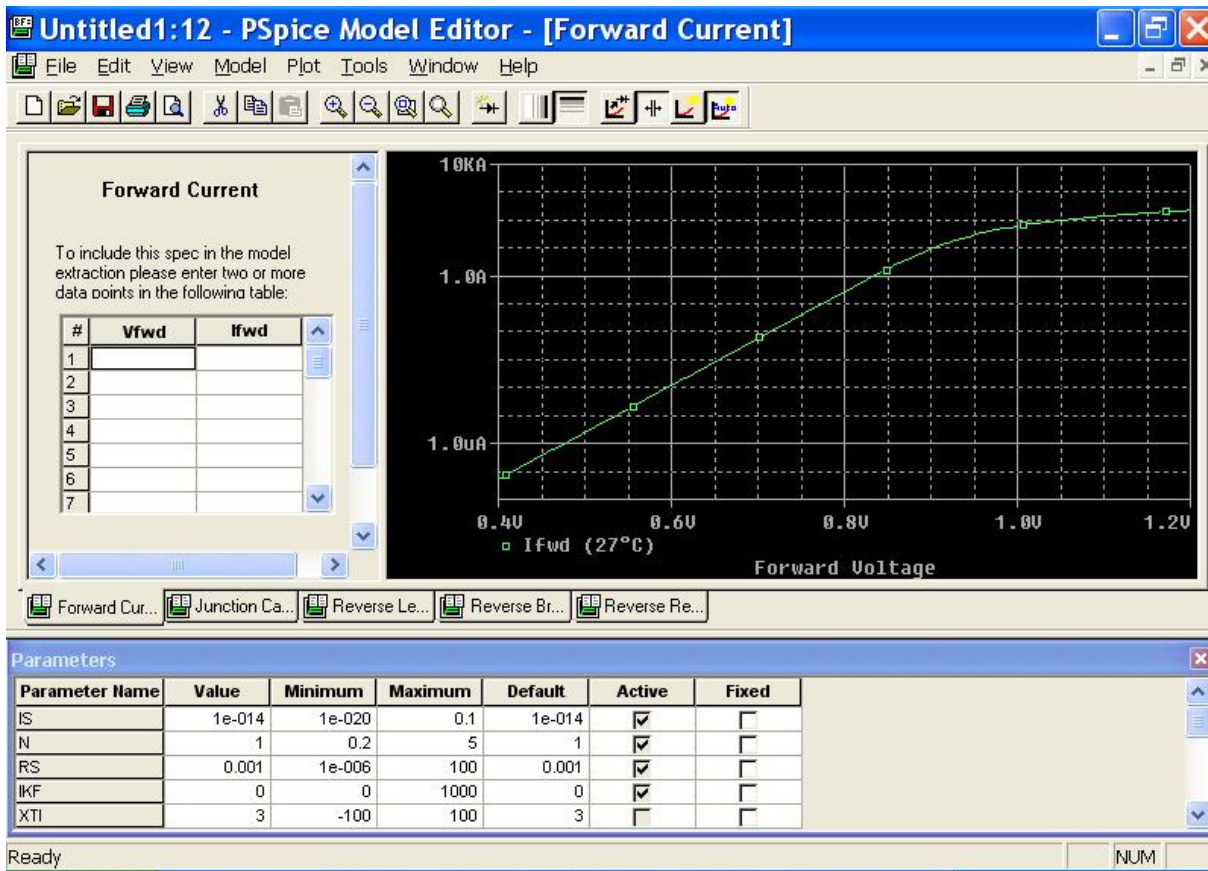 Untitled1:12 - PSpice Model Editor - [Forward Current]
File Edit View Model Plot Tools Window Help
Forward Current
To include this spec in the model
extraction please enter two or more
data points in the following table:
# Vfwd Ifwd
1
2
3
4
5
6
7
10KA
1.0A
1.0uA
0.4V 0.6V 0.8V 1.0V 1.2V
Ifwd (27°C)
Forward Voltage
Forward Cur... Junction Ca... Reverse Le... Reverse Br... Reverse Re...
Parameters
Parameter Name Value Minimum Maximum Default Active Fixed
IS 1e-014 1e-020 0.1 1e-014
N 1 0.2 5 1
RS 0.001 1e-006 100 0.001
IKF 0 0 1000 0
XTI 3 -100 100 3
Ready NUM